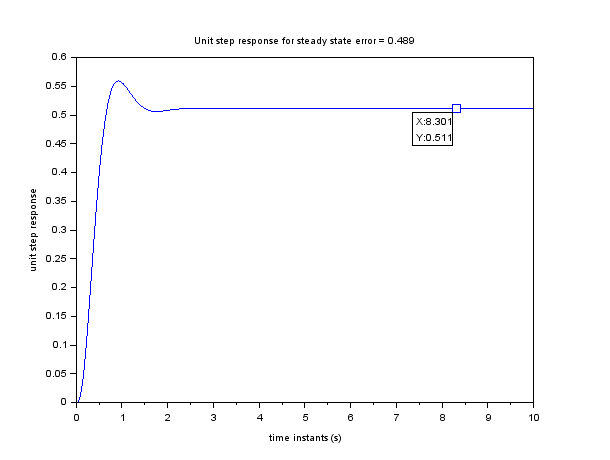 Unit step response for steady state error = 0.489
0.6
0.55
0.5
0.45
0.4
0.35
0.3
0.25
0.2
0.15
0.1
0.05
0
unit step response
X:8.301
Y:0.511
0 1 2 3 4 5 6 7 8 9 10
time instants (s)